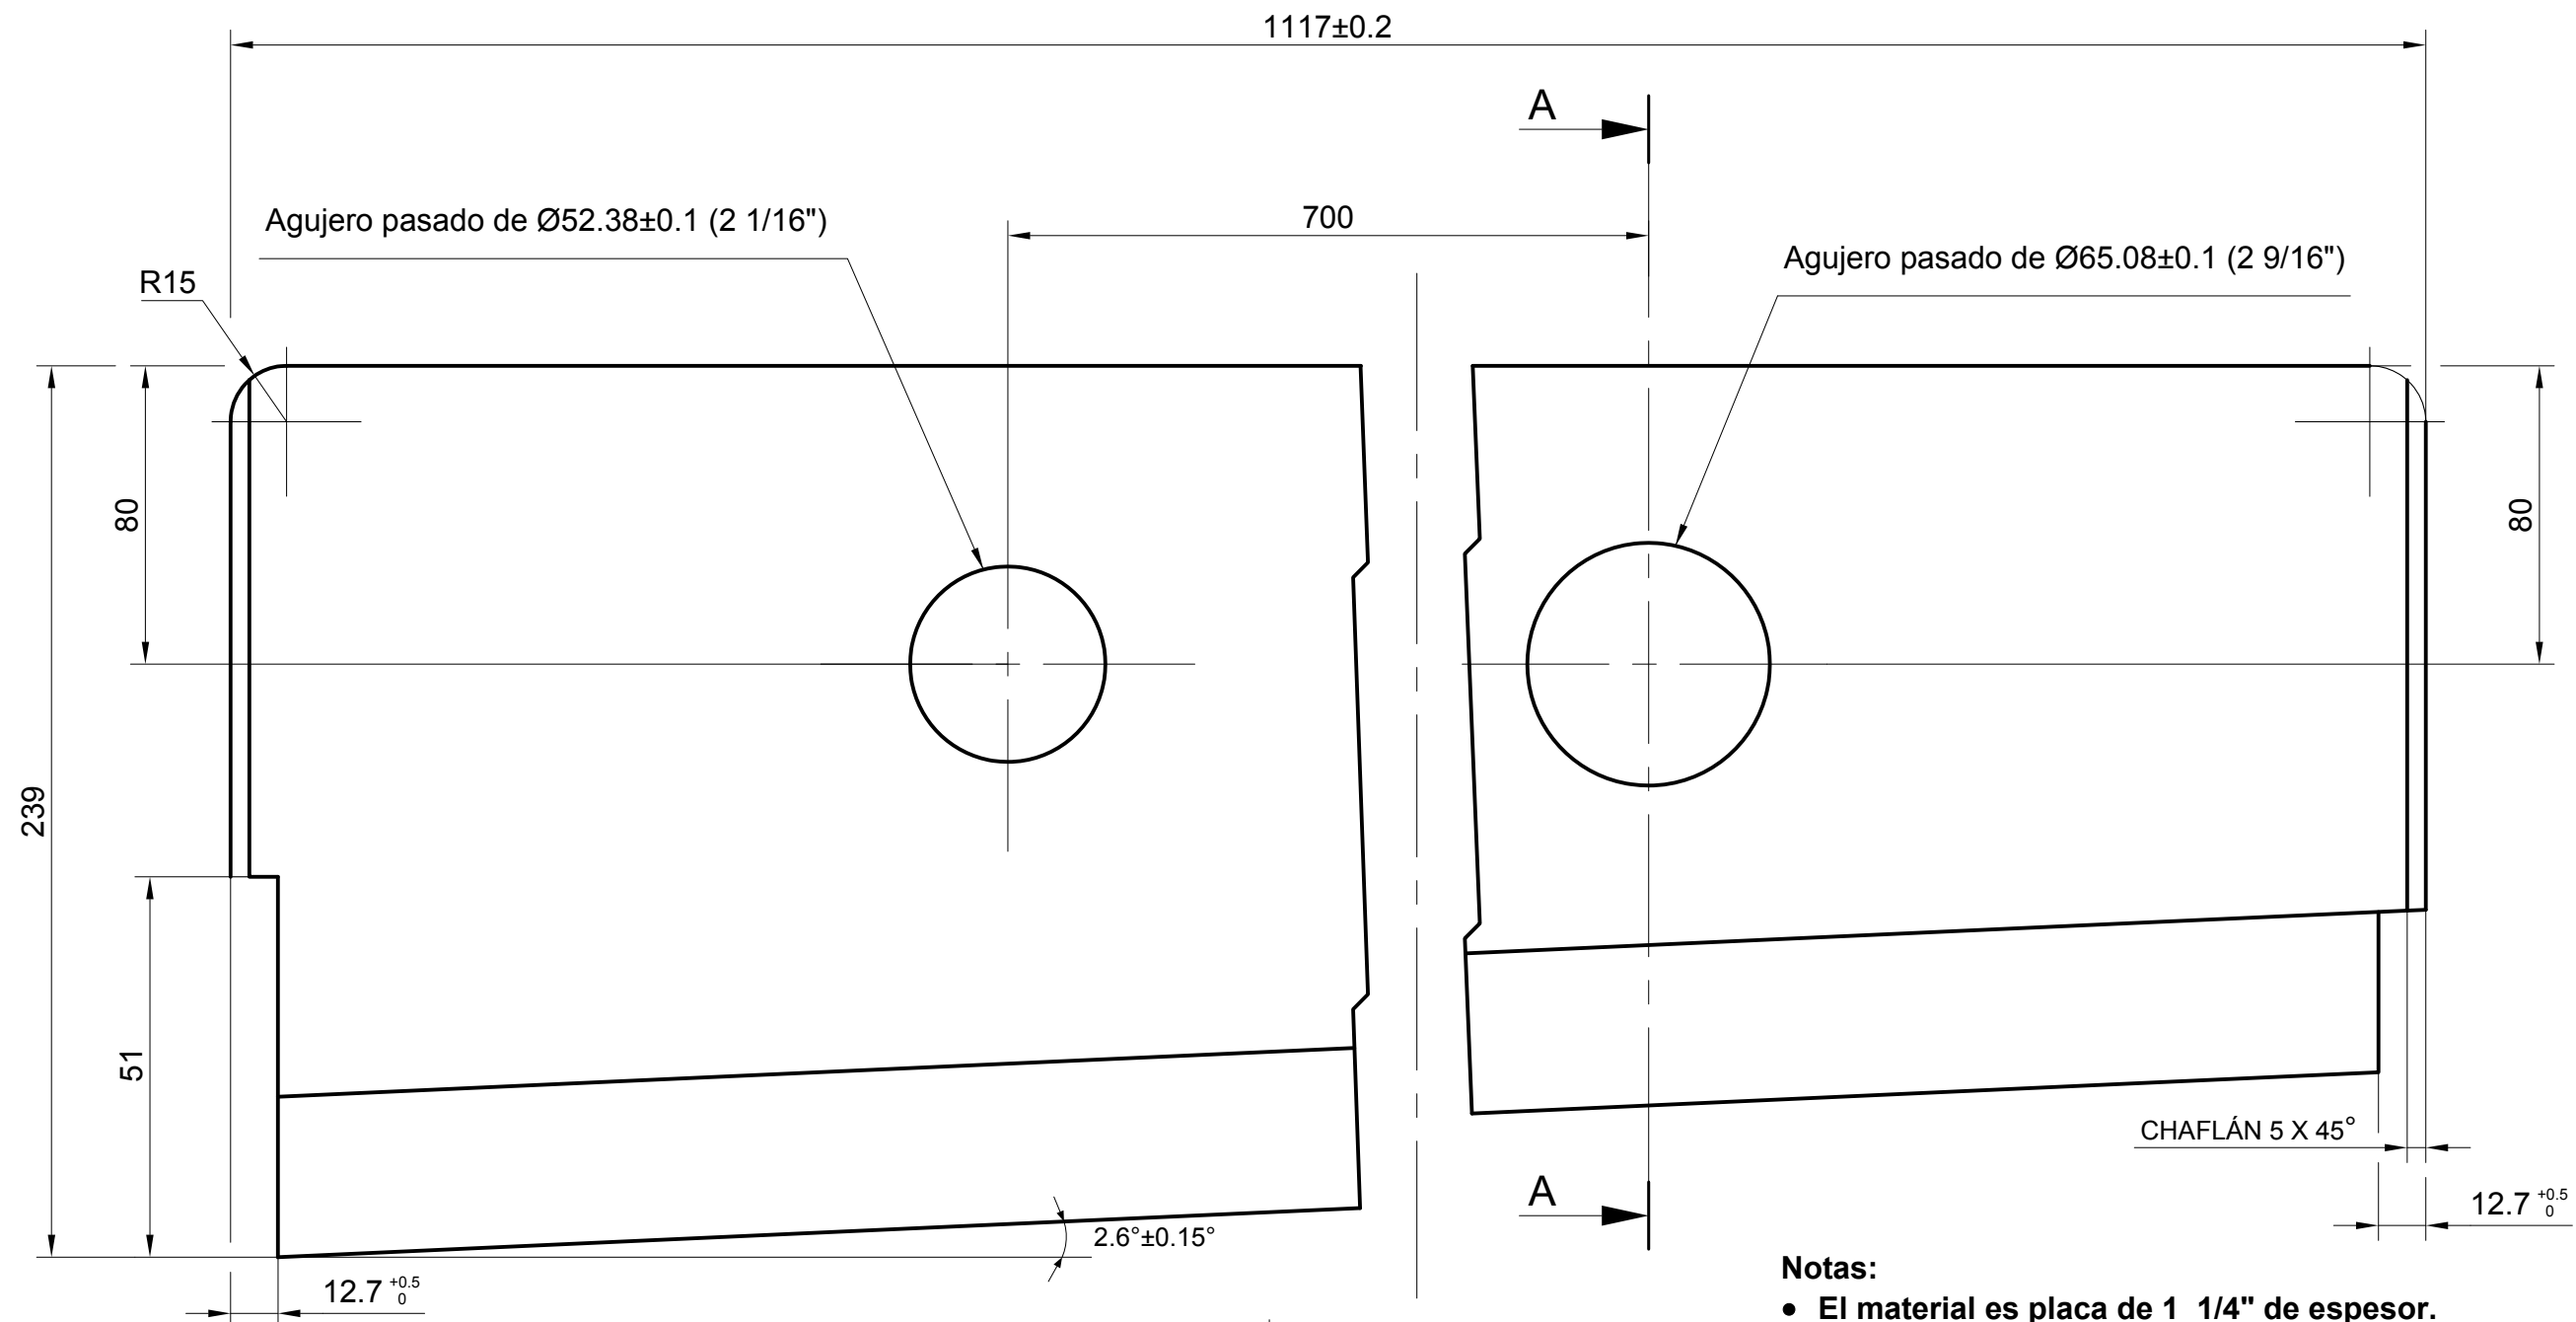 1117±0.2
A
Agujero pasado de Ø52.38±0.1 (2 1/16")
700
Agujero pasado de Ø65.08±0.1 (2 9/16")
R15
80
80
239
51
CHAFLÁN 5 X 45°
A
12.7 +0.5 0
2.6°±0.15°
Notas:
12.7 +0.5 0
• El material es placa de 1 1/4" de espesor.